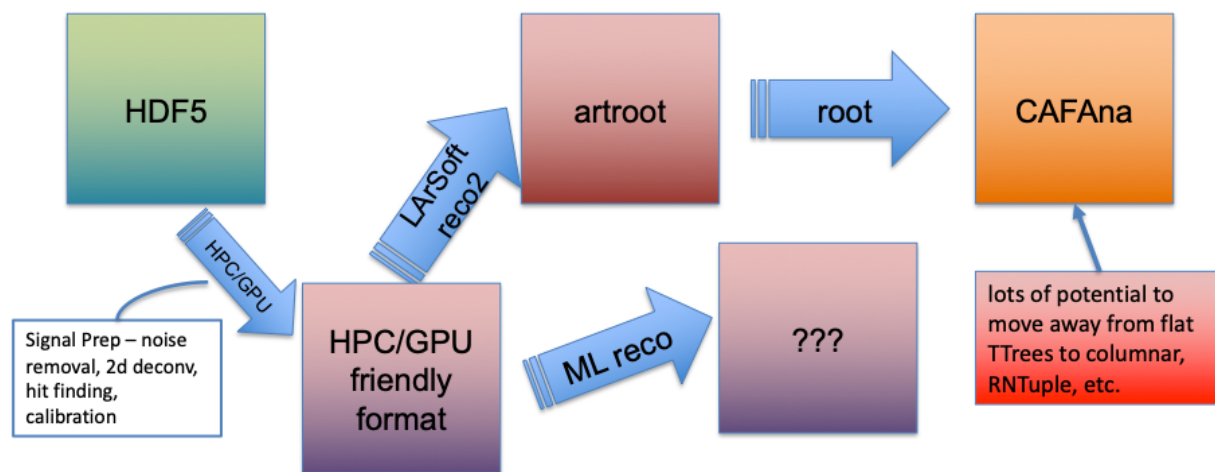 HDF5
HPC/GPU
Signal Prep – noise
removal, 2d deconv,
hit finding,
calibration
HPC/GPU
friendly
format
LArSoft
reco2
artroot
root
CAFAna
ML reco
???
lots of potential to
move away from flat
TTrees to columnar,
RNTuple, etc.